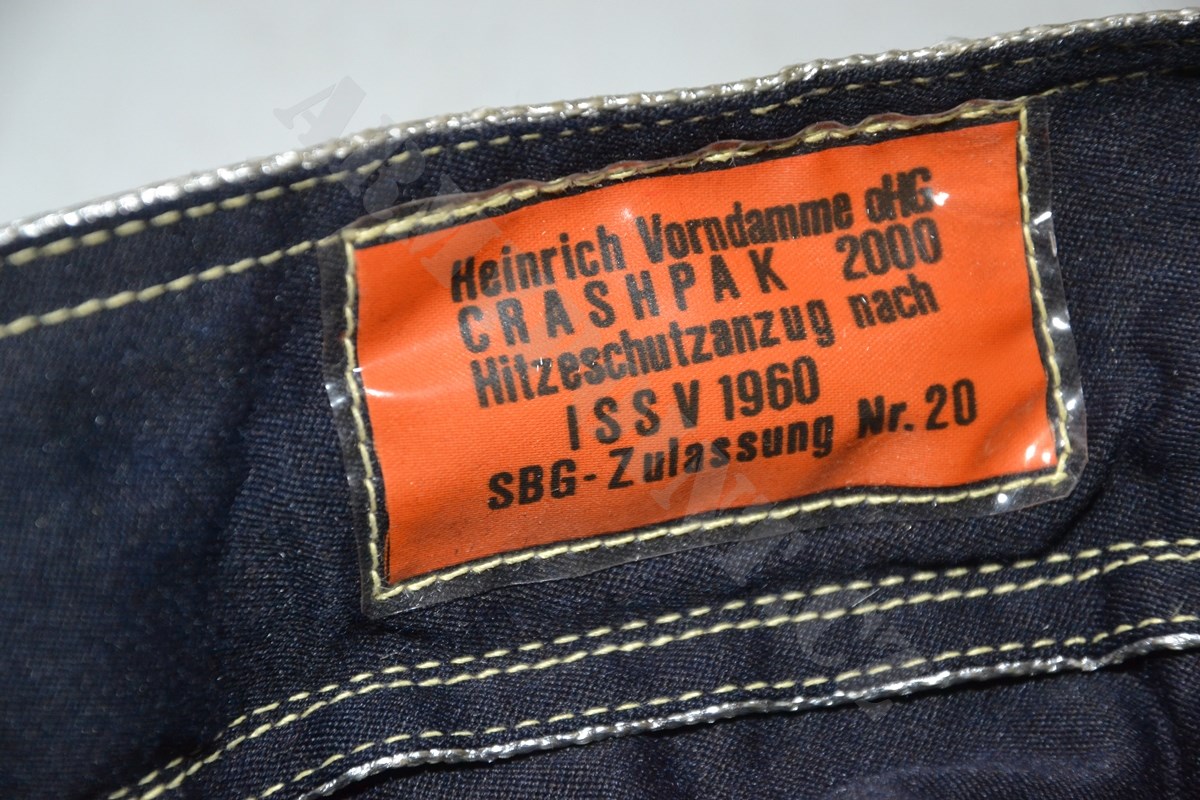 Heinrich Vorndamme oHG
CRASHPAK 2000
Hitzeschutzanzug nach
ISSV 1960
SBG-Zulassung Nr. 20